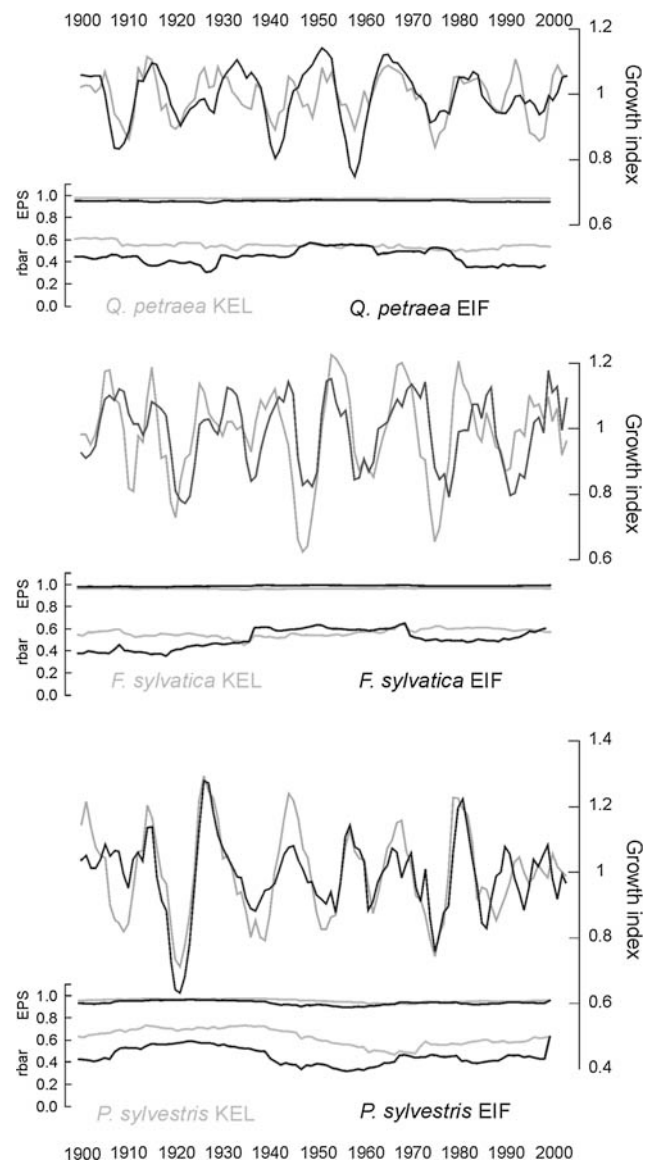 1900 1910 1920 1930 1940 1950 1960 1970 1980 1990 2000
1.2
1
0.8
0.6
Growth index
EPS
rbar
1.0
0.8
0.6
0.4
0.2
0.0
Q. petraea KEL
Q. petraea EIF
1.2
1
0.8
0.6
Growth index
EPS
rbar
1.0
0.8
0.6
0.4
0.2
0.0
F. sylvatica KEL
F. sylvatica EIF
1.4
1.2
1
0.8
0.6
0.4
Growth index
EPS
rbar
1.0
0.8
0.6
0.4
0.2
0.0
P. sylvestris KEL
P. sylvestris EIF
1900 1910 1920 1930 1940 1950 1960 1970 1980 1990 2000